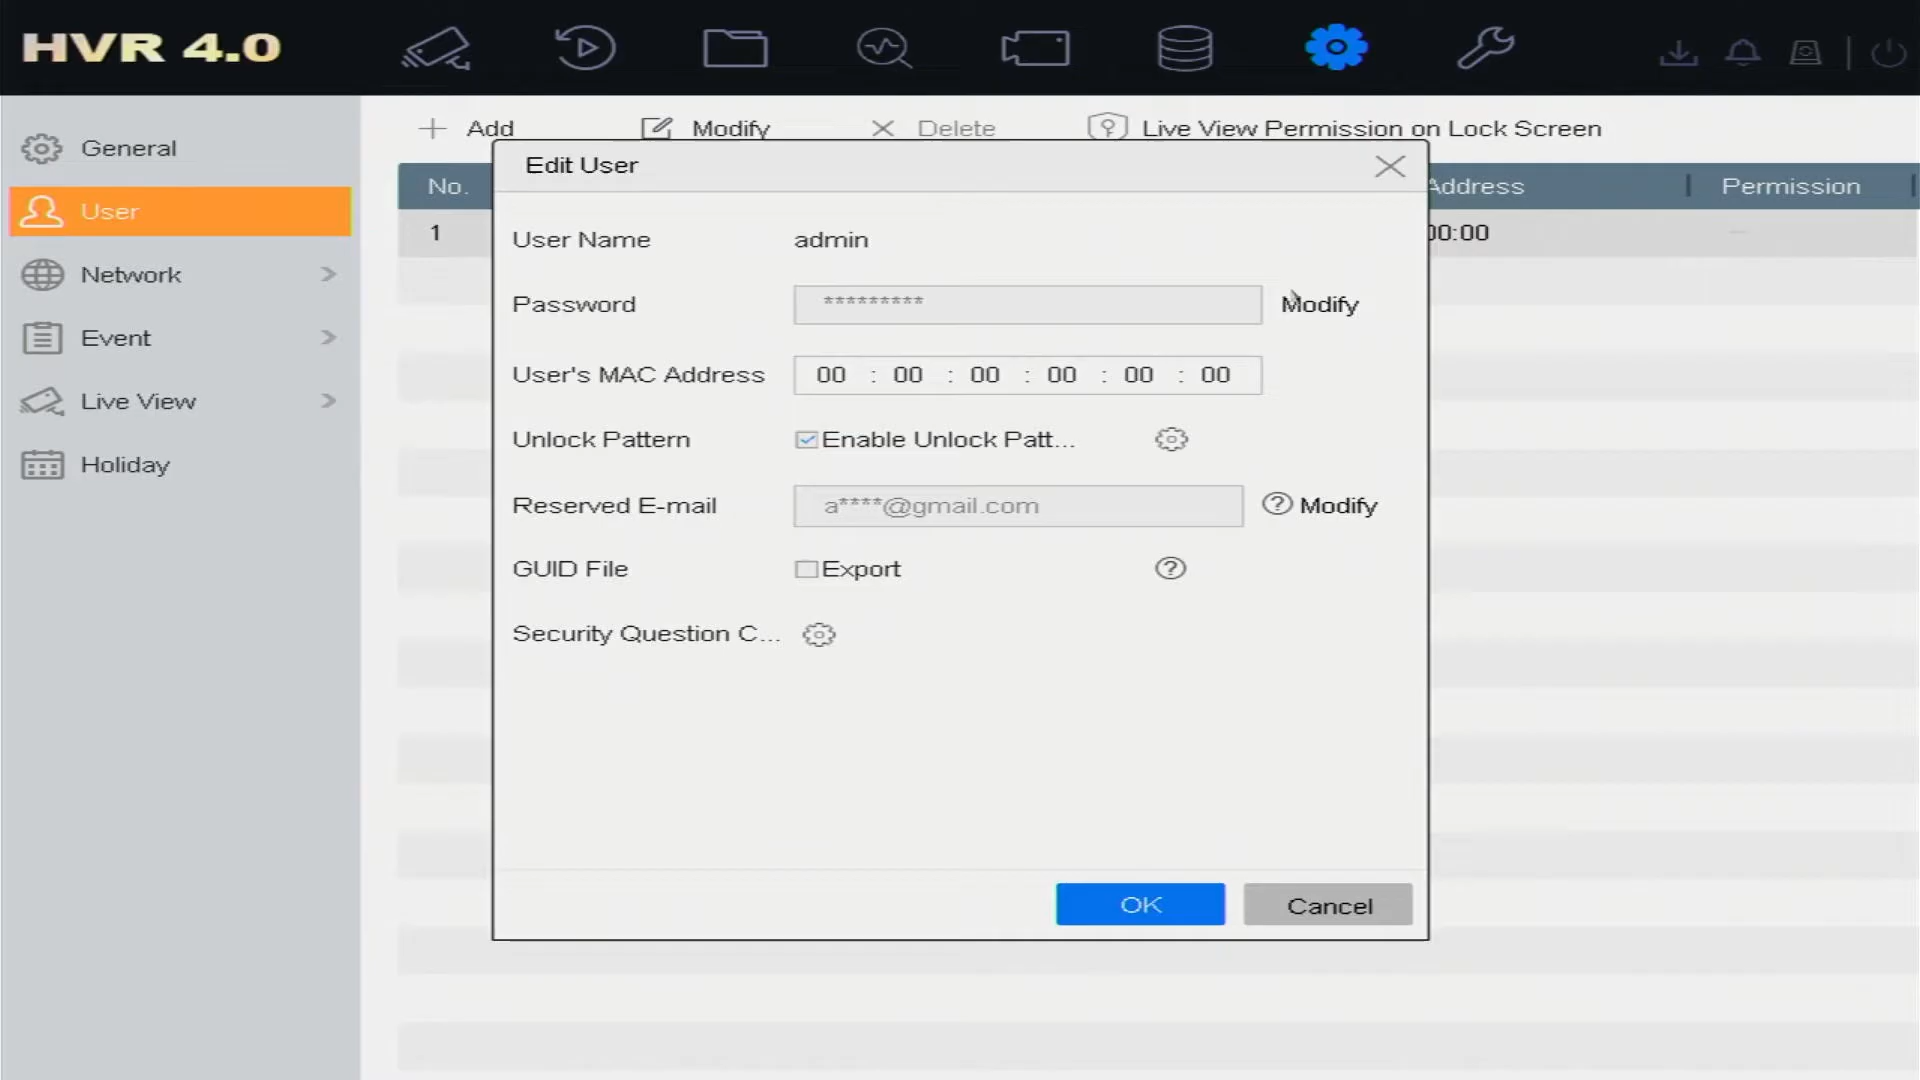 HVR 4.0
General
User
Network
Event
Live View
Holiday
Add
Modify
Delete
Live View Permission on Lock Screen
No.
Address
Permission
1
00:00
Edit User
User Name
admin
Password
*********
Modify
User's MAC Address
00 : 00 : 00 : 00 : 00 : 00
Unlock Pattern
Enable Unlock Patt...
Reserved E-mail
a****@gmail.com
Modify
GUID File
Export
Security Question C...
OK
Cancel